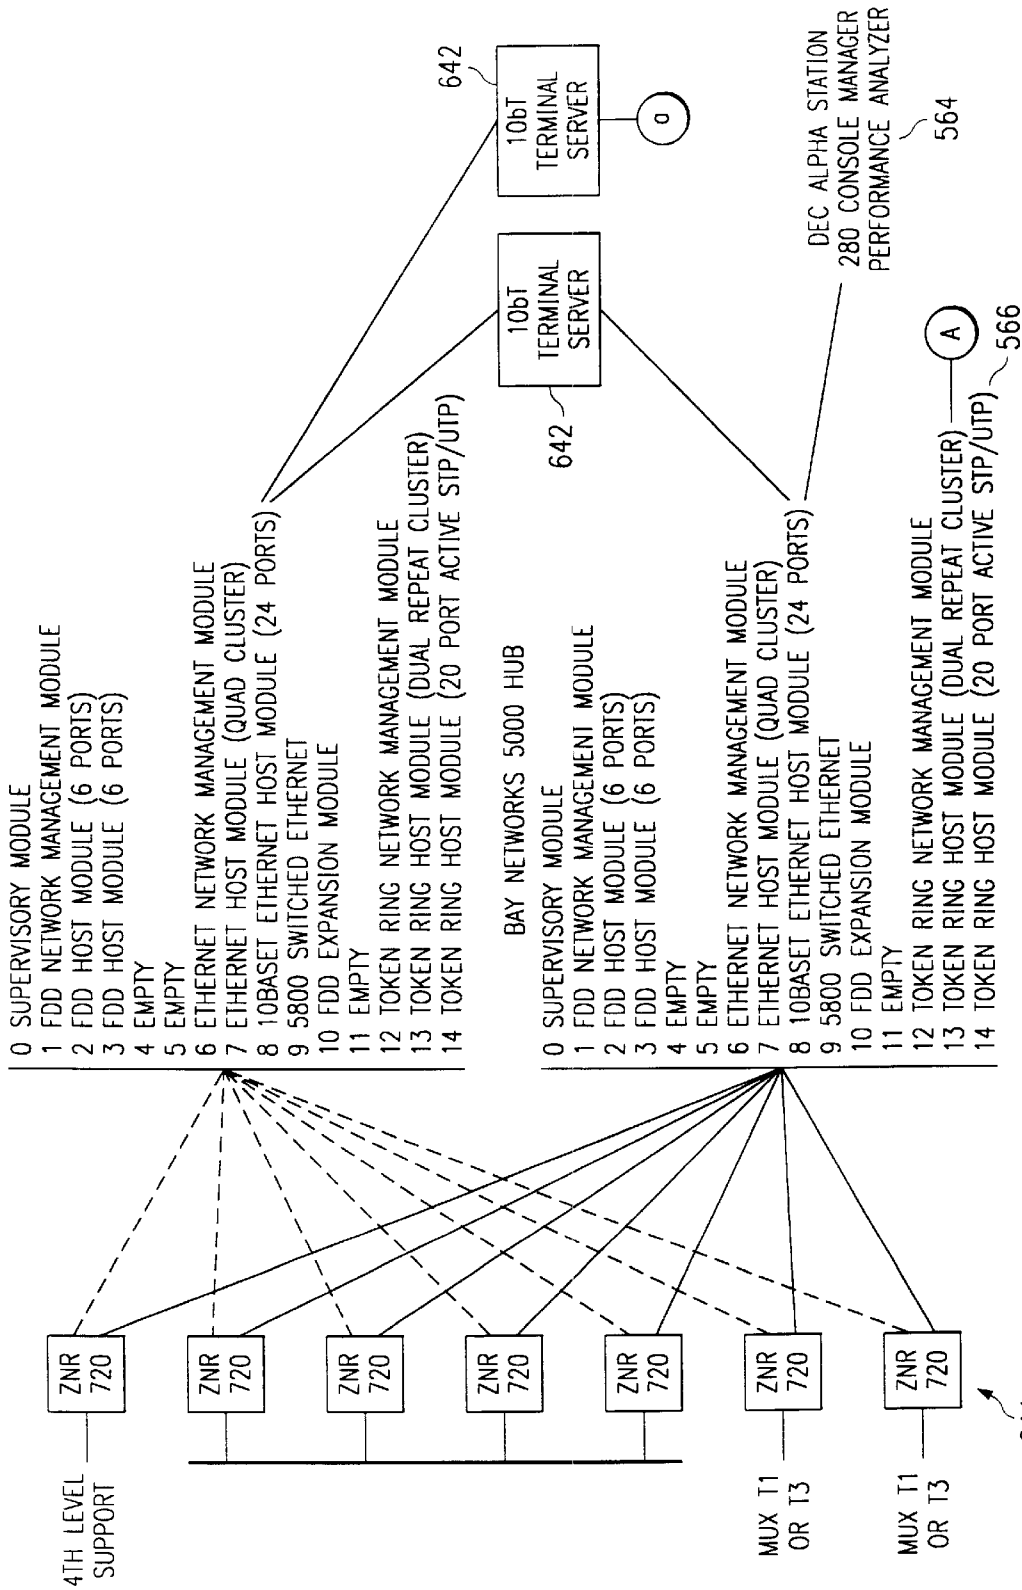 4TH LEVEL
SUPPORT
ZNR
720
ZNR
720
ZNR
720
ZNR
720
ZNR
720
MUX T1
OR T3
ZNR
720
MUX T1
OR T3
ZNR
720
0 SUPERVISORY MODULE
1 FDD NETWORK MANAGEMENT MODULE
2 FDD HOST MODULE (6 PORTS)
3 FDD HOST MODULE (6 PORTS)
4 EMPTY
5 EMPTY
6 ETHERNET NETWORK MANAGEMENT MODULE
7 ETHERNET HOST MODULE (QUAD CLUSTER)
8 10BASET ETHERNET HOST MODULE (24 PORTS)
9 5800 SWITCHED ETHERNET
10 FDD EXPANSION MODULE
11 EMPTY
12 TOKEN RING NETWORK MANAGEMENT MODULE
13 TOKEN RING HOST MODULE (DUAL REPEAT CLUSTER)
14 TOKEN RING HOST MODULE (20 PORT ACTIVE STP/UTP)
BAY NETWORKS 5000 HUB
0 SUPERVISORY MODULE
1 FDD NETWORK MANAGEMENT MODULE
2 FDD HOST MODULE (6 PORTS)
3 FDD HOST MODULE (6 PORTS)
4 EMPTY
5 EMPTY
6 ETHERNET NETWORK MANAGEMENT MODULE
7 ETHERNET HOST MODULE (QUAD CLUSTER)
8 10BASET ETHERNET HOST MODULE (24 PORTS)
9 5800 SWITCHED ETHERNET
10 FDD EXPANSION MODULE
11 EMPTY
12 TOKEN RING NETWORK MANAGEMENT MODULE
13 TOKEN RING HOST MODULE (DUAL REPEAT CLUSTER)
14 TOKEN RING HOST MODULE (20 PORT ACTIVE STP/UTP)
566
A
642
10bT
TERMINAL
SERVER
642
10bT
TERMINAL
SERVER
a
DEC ALPHA STATION
280 CONSOLE MANAGER
PERFORMANCE ANALYZER
564